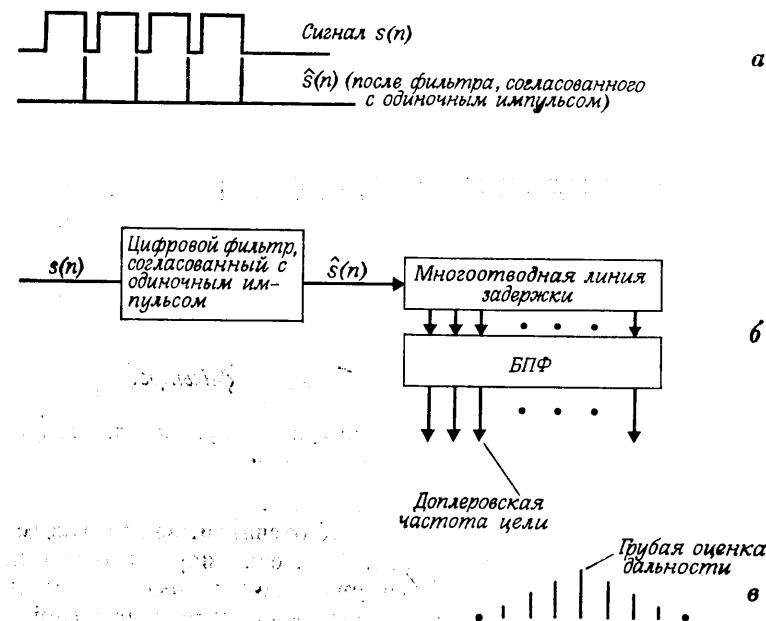 Сигнал s(n)
а
ŝ(n) (после фильтра, согласованного
с одиночным импульсом)
s(n)
Цифровой фильтр,
согласованный с
одиночным им-
пульсом
ŝ(n)
Многоотводная линия
задержки
б
БПФ
Доплеровская
частота цели
Грубая оценка
дальности
в